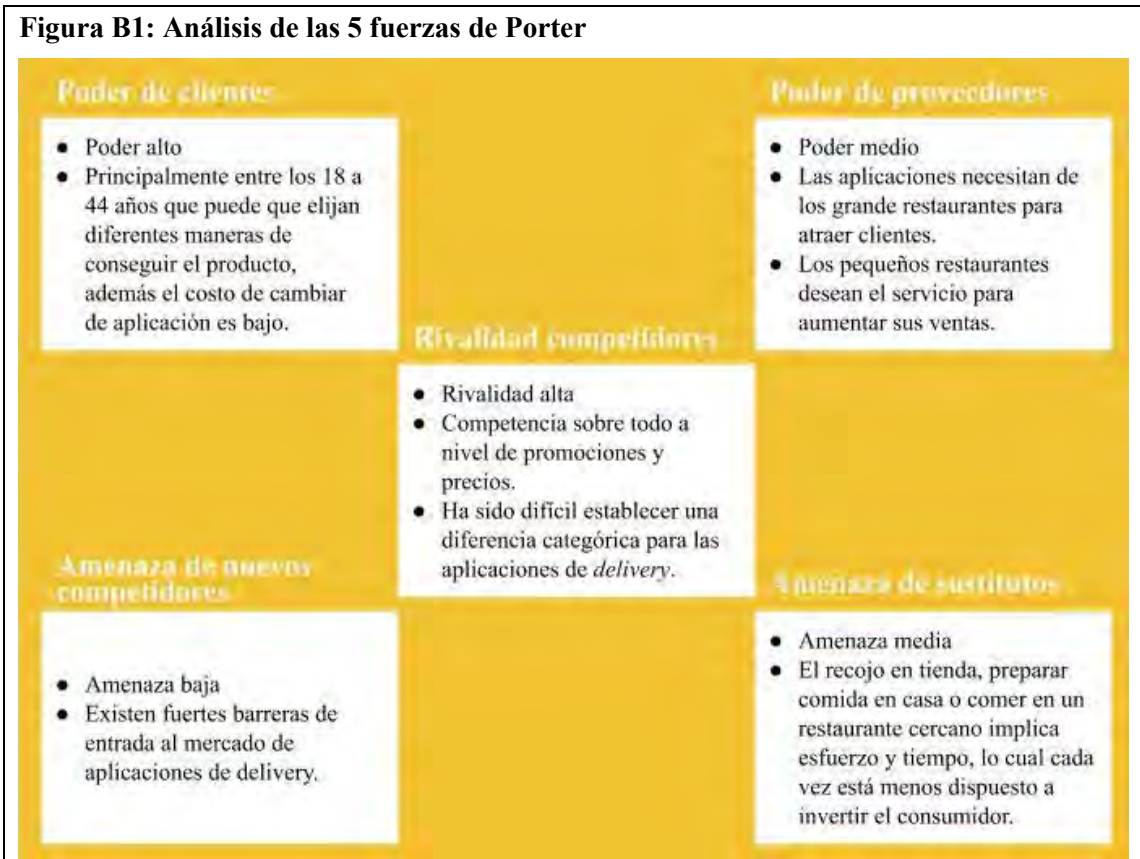 Figura B1: Análisis de las 5 fuerzas de Porter
Poder de clientes
● Poder alto
● Principalmente entre los 18 a
44 años que puede que elijan
diferentes maneras de
conseguir el producto,
además el costo de cambiar
de aplicación es bajo.
Poder de proveedores
● Poder medio
● Las aplicaciones necesitan de
los grande restaurantes para
atraer clientes.
● Los pequeños restaurantes
desean el servicio para
aumentar sus ventas.
Rivalidad competidores
● Rivalidad alta
● Competencia sobre todo a
nivel de promociones y
precios.
● Ha sido difícil establecer una
diferencia categórica para las
aplicaciones de delivery.
Amenaza de nuevos
competidores
● Amenaza baja
● Existen fuertes barreras de
entrada al mercado de
aplicaciones de delivery.
Amenaza de sustitutos
● Amenaza media
● El recojo en tienda, preparar
comida en casa o comer en un
restaurante cercano implica
esfuerzo y tiempo, lo cual cada
vez está menos dispuesto a
invertir el consumidor.